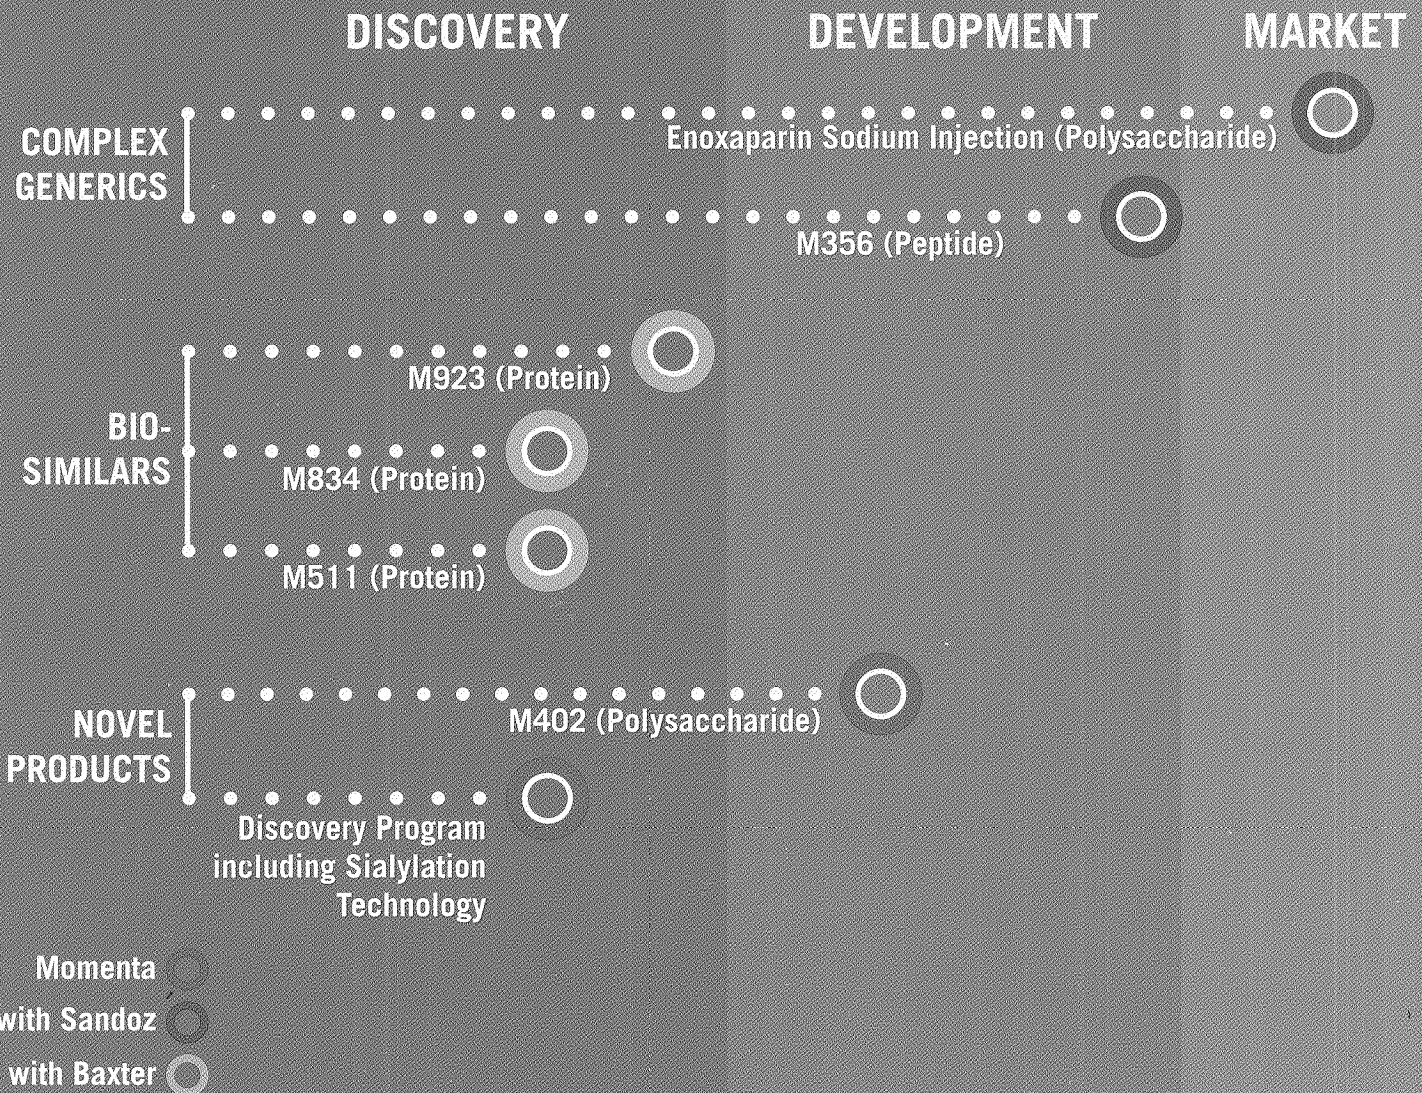 DISCOVERY
DEVELOPMENT
MARKET
COMPLEX
GENERICS
Enoxaparin Sodium Injection (Polysaccharide)
M356 (Peptide)
BIO-
SIMILARS
M923 (Protein)
M834 (Protein)
M511 (Protein)
NOVEL
PRODUCTS
M402 (Polysaccharide)
Discovery Program
including Sialylation
Technology
Momenta
with Sandoz
with Baxter